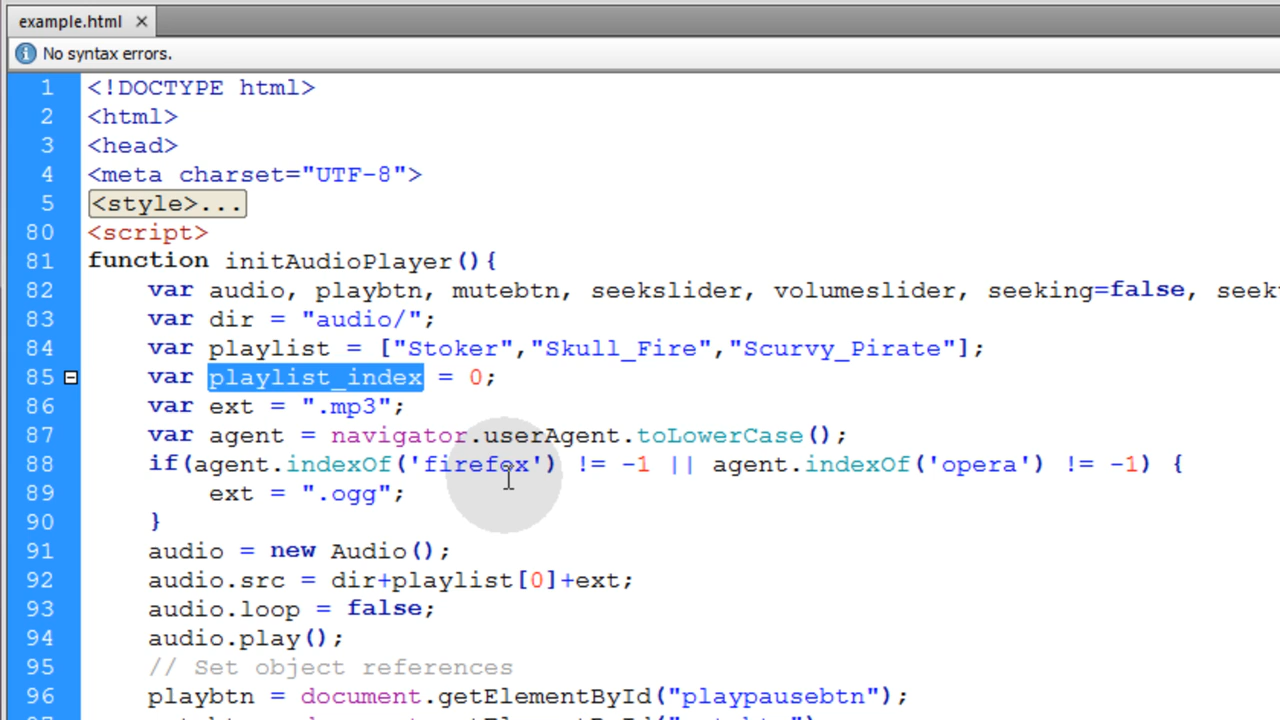 example.html ×
No syntax errors.
1 <!DOCTYPE html>
2 <html>
3 <head>
4 <meta charset="UTF-8">
5 <style>...
80 <script>
81 function initAudioPlayer(){
82 var audio, playbtn, mutebtn, seekslider, volumeslider, seeking=false, seek
83 var dir = "audio/";
84 var playlist = ["Stoker","Skull_Fire","Scurvy_Pirate"];
85 var playlist_index = 0;
86 var ext = ".mp3";
87 var agent = navigator.userAgent.toLowerCase();
88 if(agent.indexOf('firefox') != -1 || agent.indexOf('opera') != -1) {
89 ext = ".ogg";
90 }
91 audio = new Audio();
92 audio.src = dir+playlist[0]+ext;
93 audio.loop = false;
94 audio.play();
95 // Set object references
96 playbtn = document.getElementById("playpausebtn");